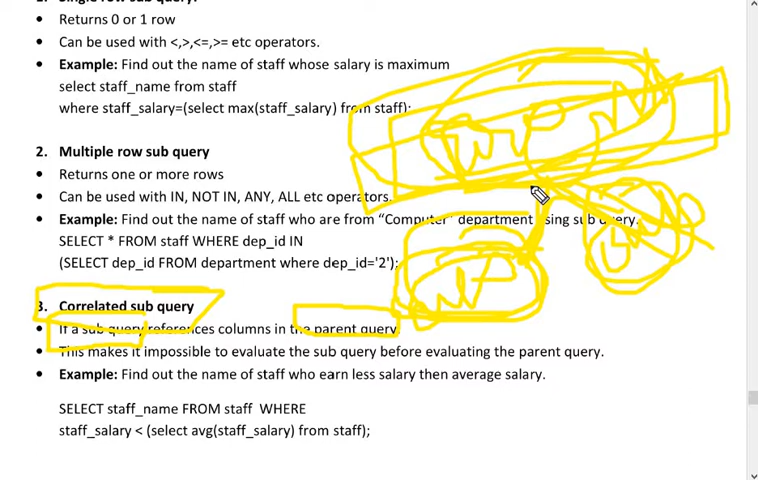 1. Single row sub query:
• Returns 0 or 1 row
• Can be used with <,>,<=,>= etc operators.
• Example: Find out the name of staff whose salary is maximum
select staff_name from staff
where staff_salary=(select max(staff_salary) from staff);
2. Multiple row sub query
• Returns one or more rows
• Can be used with IN, NOT IN, ANY, ALL etc operators.
• Example: Find out the name of staff who are from “Computer” department using sub query.
SELECT * FROM staff WHERE dep_id IN
(SELECT dep_id FROM department where dep_id='2');
3. Correlated sub query
• If a sub query references columns in the parent query.
• This makes it impossible to evaluate the sub query before evaluating the parent query.
• Example: Find out the name of staff who earn less salary then average salary.
SELECT staff_name FROM staff WHERE
staff_salary < (select avg(staff_salary) from staff);